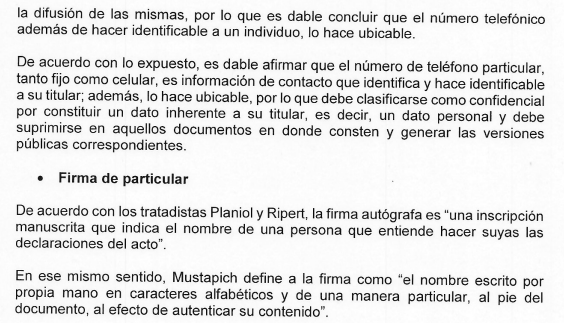 la difusión de las mismas, por lo que es dable concluir que el número telefónico
además de hacer identificable a un individuo, lo hace ubicable.
De acuerdo con lo expuesto, es dable afirmar que el número de teléfono particular,
tanto fijo como celular, es información de contacto que identifica y hace identificable
a su titular; además, lo hace ubicable, por lo que debe clasificarse como confidencial
por constituir un dato inherente a su titular, es decir, un dato personal y debe
suprimirse en aquellos documentos en donde consten y generar las versiones
públicas correspondientes.
• Firma de particular
De acuerdo con los tratadistas Planiol y Ripert, la firma autógrafa es “una inscripción
manuscrita que indica el nombre de una persona que entiende hacer suyas las
declaraciones del acto”.
En ese mismo sentido, Mustapich define a la firma como “el nombre escrito por
propia mano en caracteres alfabéticos y de una manera particular, al pie del
documento, al efecto de autenticar su contenido”.